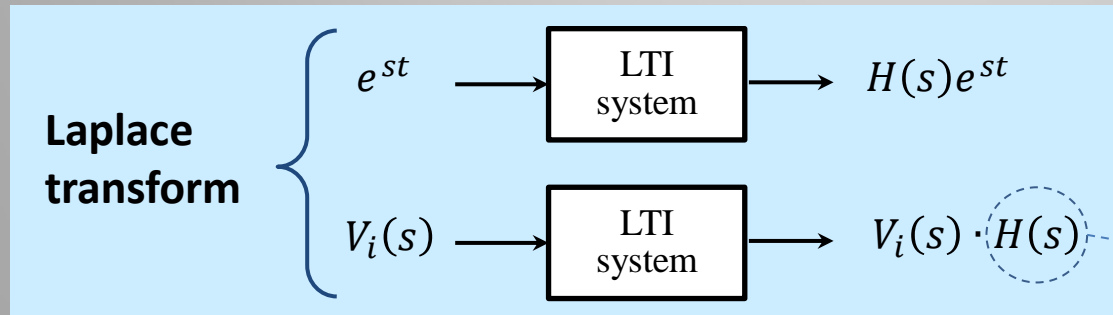 Laplace
transform
e^{st}
LTI
system
H(s)e^{st}
V_i(s)
LTI
system
V_i(s) · H(s)